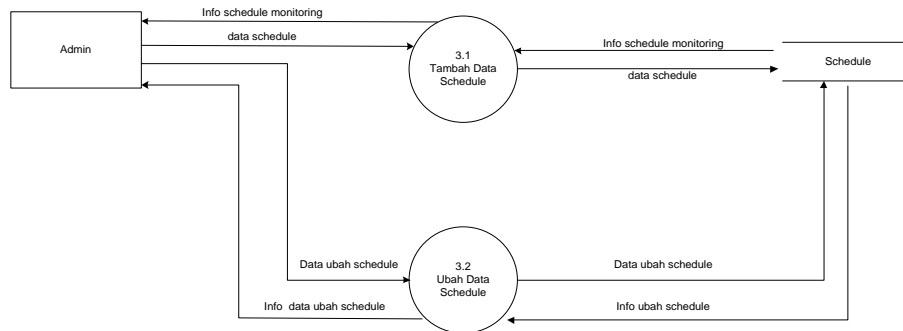 Info schedule monitoring
Admin
data schedule
3.1
Tambah Data
Schedule
Info schedule monitoring
data schedule
Schedule
Data ubah schedule
Info data ubah schedule
3.2
Ubah Data
Schedule
Data ubah schedule
Info ubah schedule